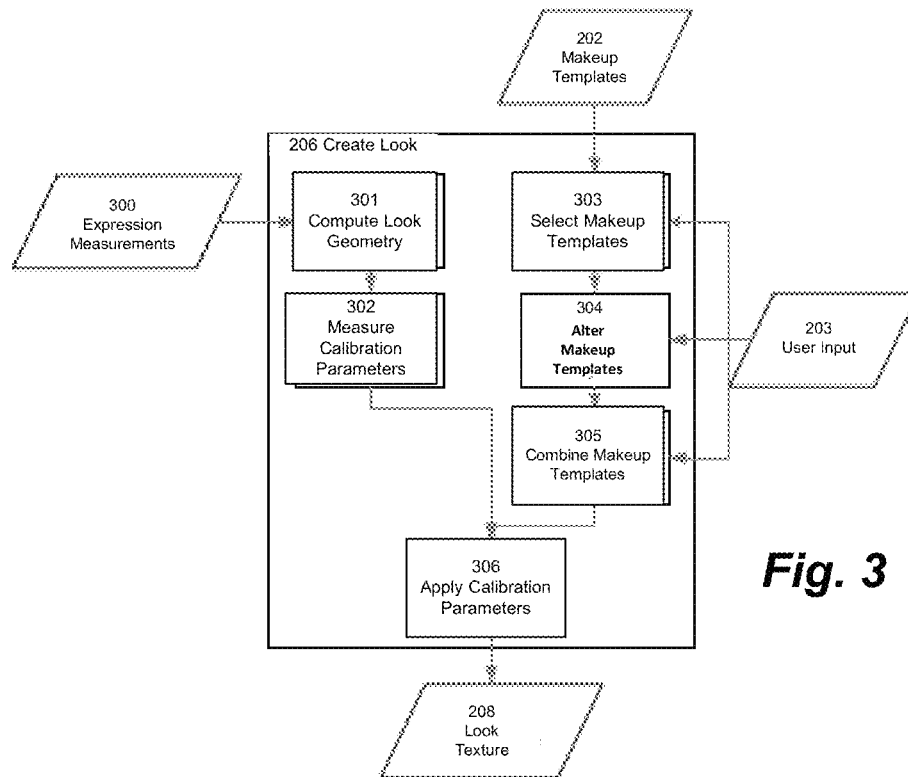 202
Makeup
Templates
206 Create Look
300
Expression
Measurements
301
Compute Look
Geometry
303
Select Makeup
Templates
302
Measure
Calibration
Parameters
304
Alter
Makeup
Templates
203
User Input
305
Combine Makeup
Templates
306
Apply Calibration
Parameters
Fig. 3
208
Look
Texture